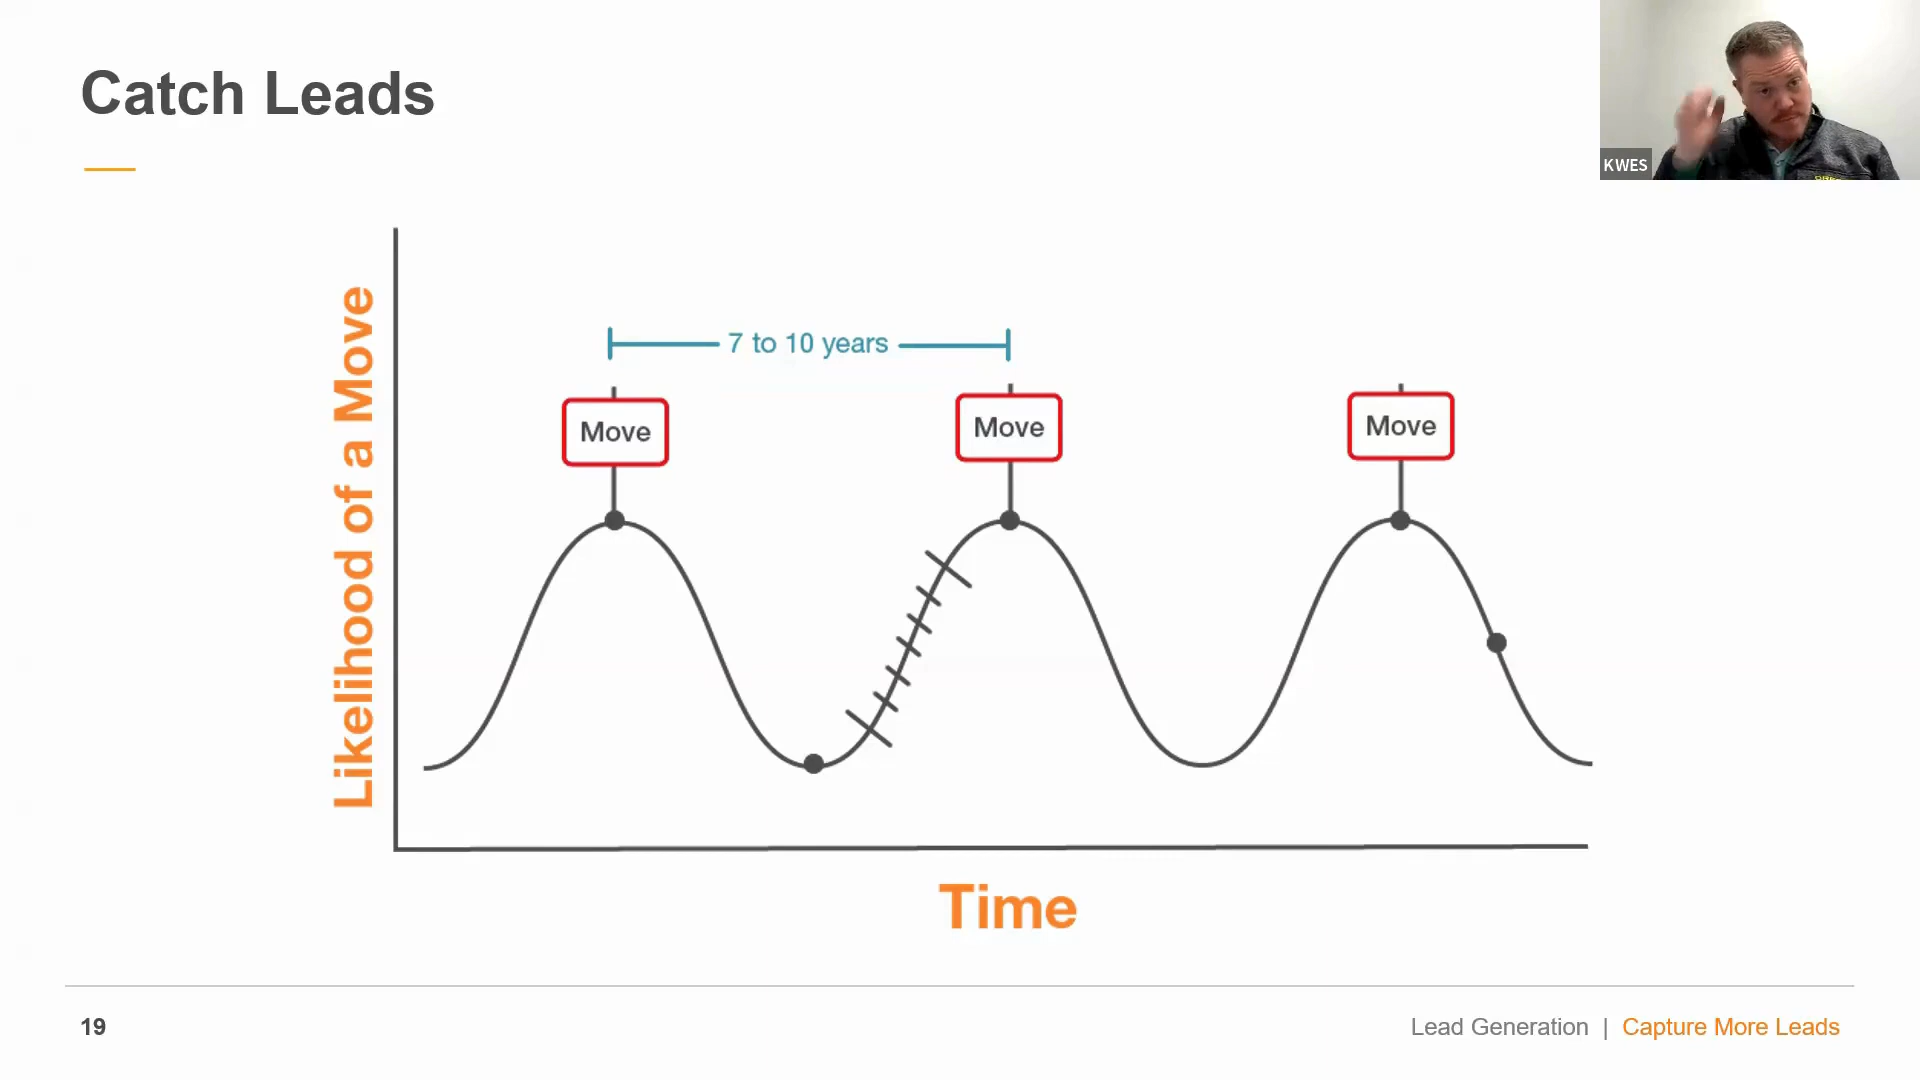 Catch Leads
KWES
Likelihood of a Move
7 to 10 years
Move
Move
Move
Time
19
Lead Generation | Capture More Leads